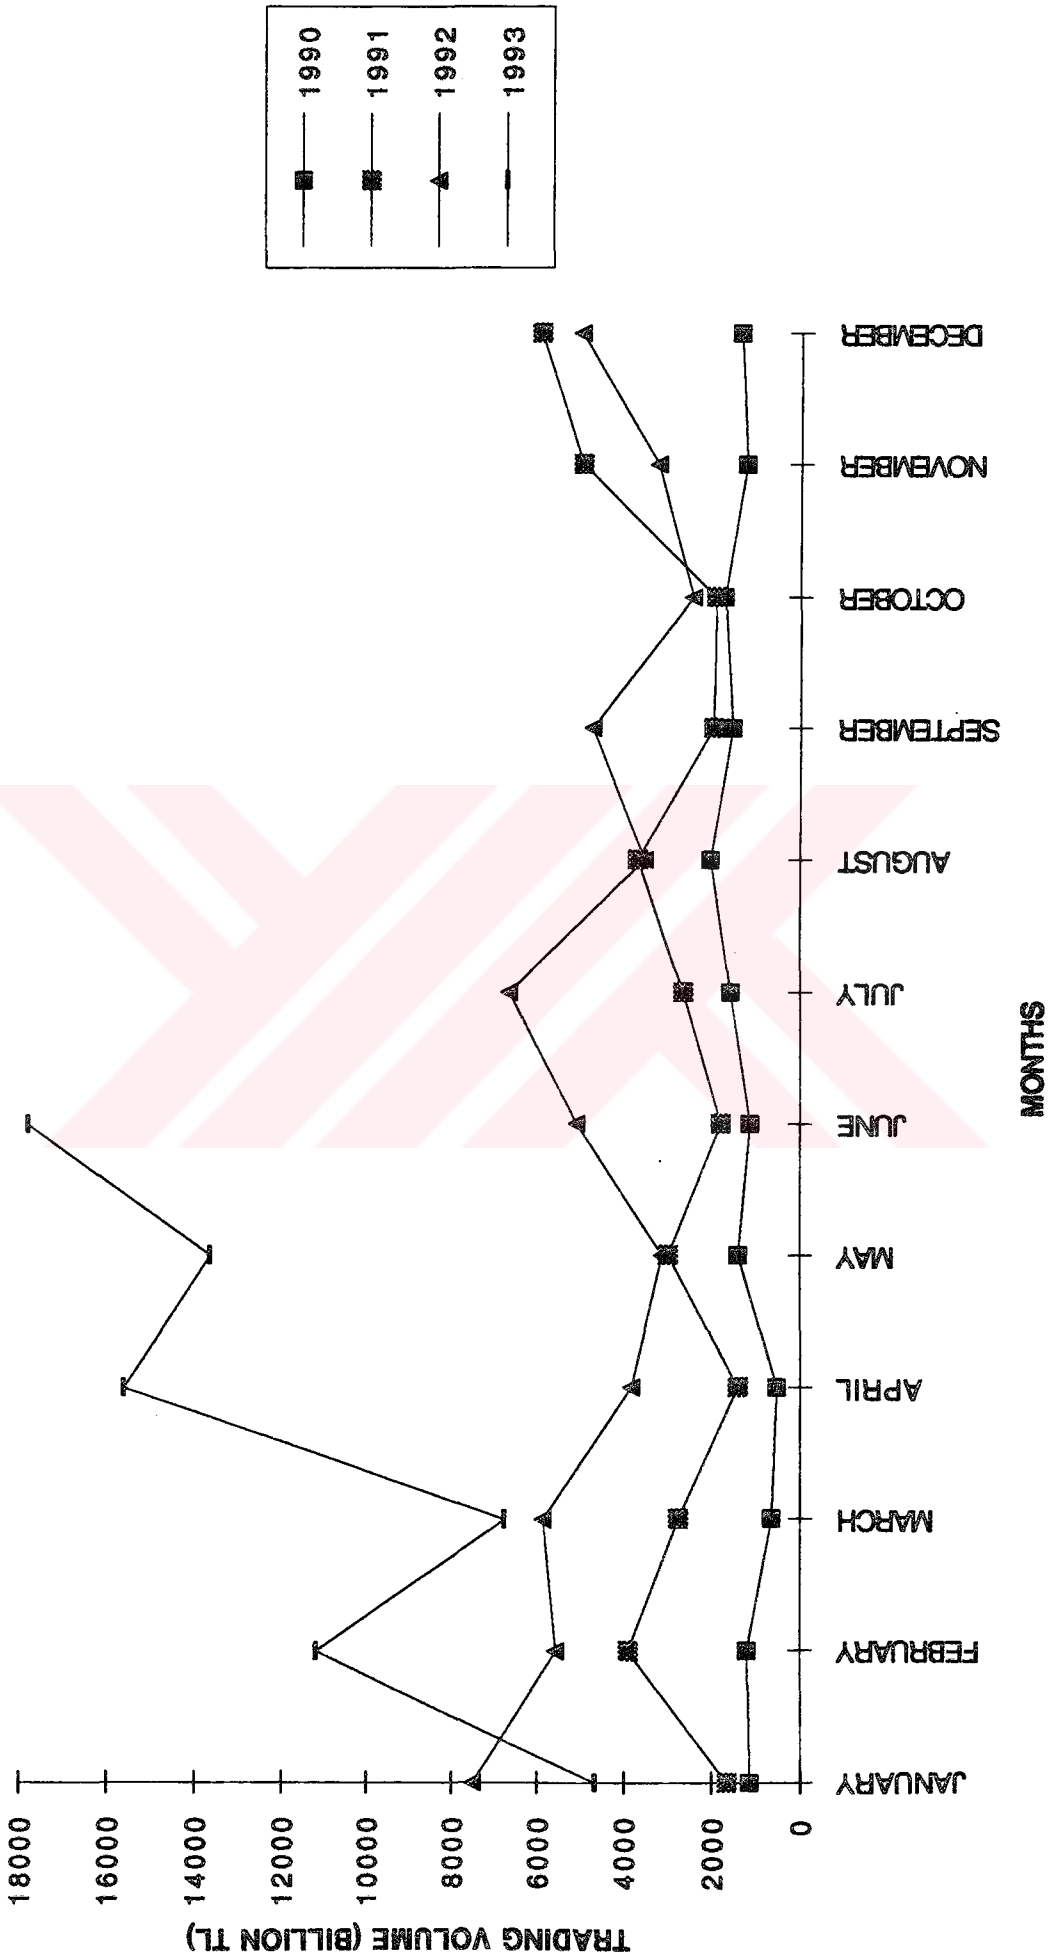 TRADING VOLUME (BILLION TL)
18000
16000
14000
12000
10000
8000
6000
4000
2000
0
JANUARY
FEBRUARY
MARCH
APRIL
MAY
JUNE
JULY
AUGUST
SEPTEMBER
OCTOBER
NOVEMBER
DECEMBER
MONTHS
1990
1991
1992
1993